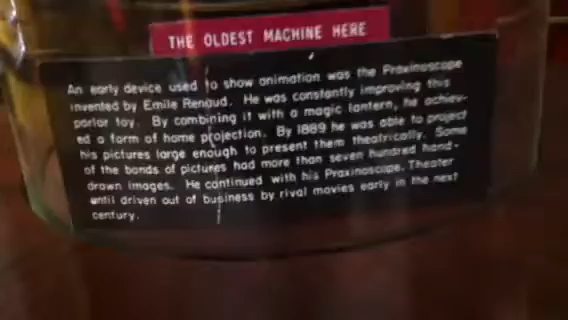 THE OLDEST MACHINE HERE
An early device used to show animation was the Praxinoscope
invented by Emile Renaud. He was constantly improving this
parlor toy. By combining it with a magic lantern, he achiev-
ed a form of home projection. By 1889 he was able to project
his pictures large enough to present them theatrically. Some
of the bands of pictures had more than seven hundred hand-
drawn images. He continued with his Praxinoscope Theater
until driven out of business by rival movies early in the next
century.